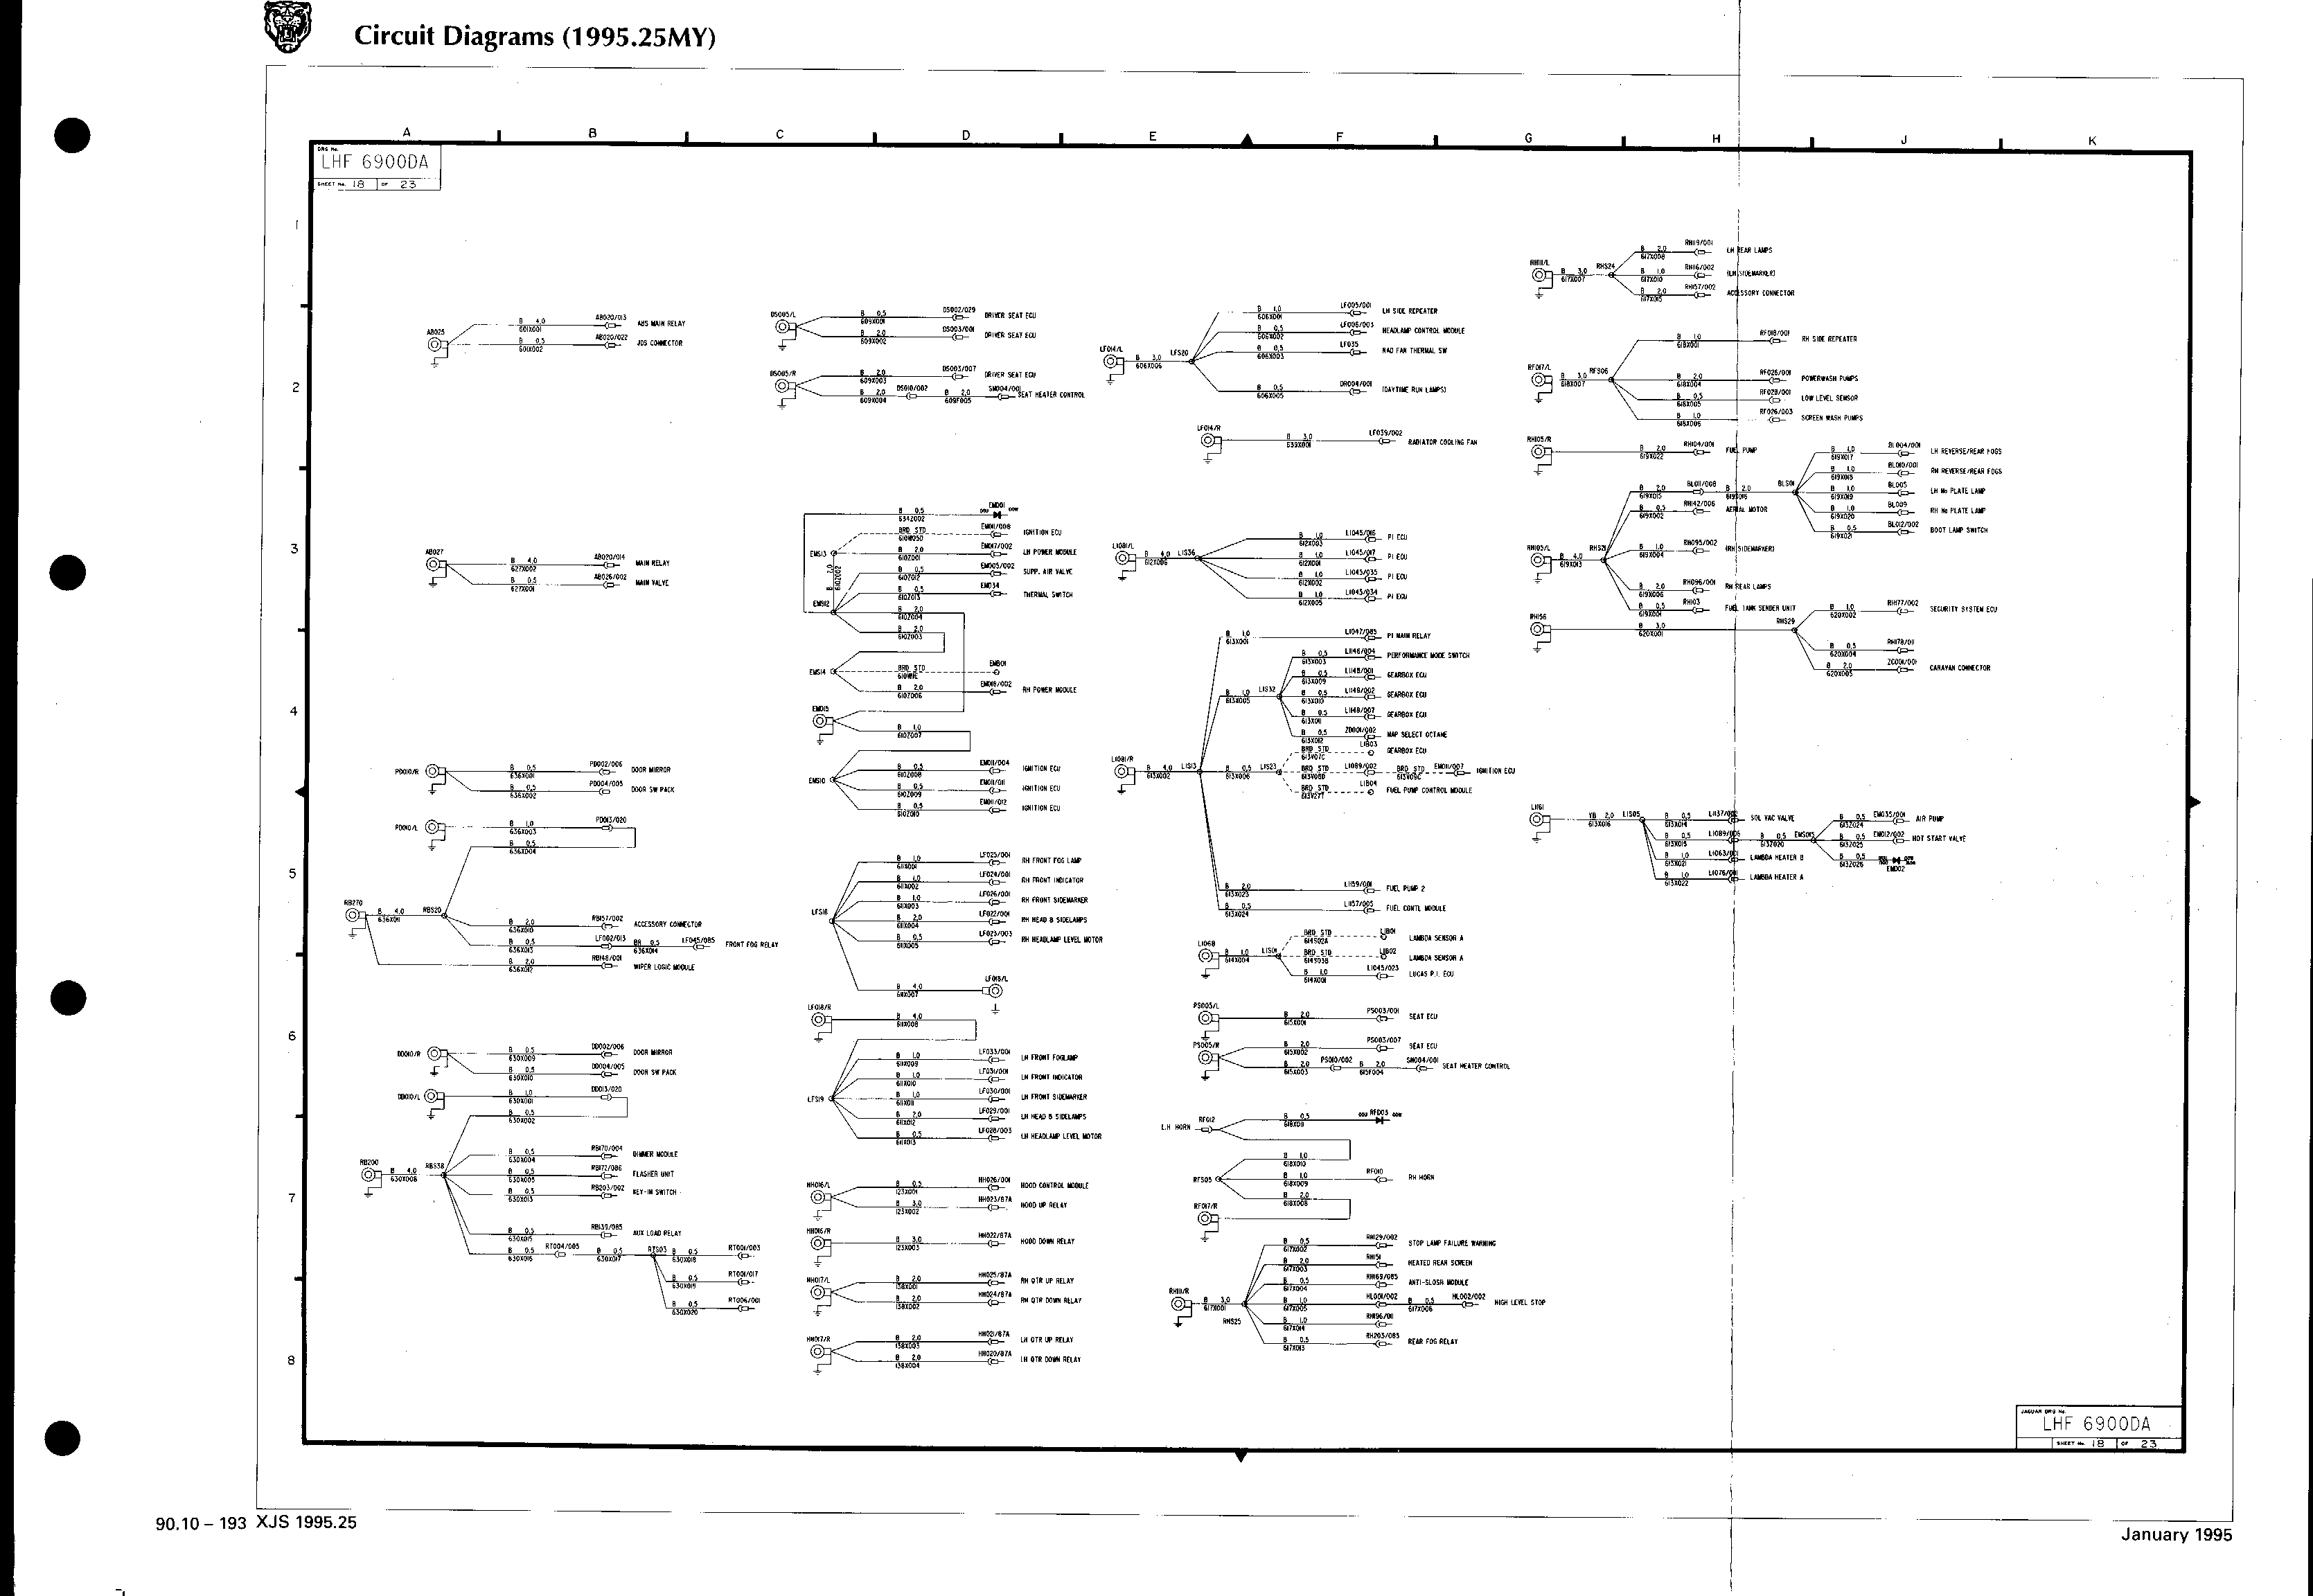 Circuit Diagrams (1995.25MY)
A B C D E F G H J K
DRG No.
LHF 6900DA
SHEET No. 18 OF 23
1
2
3
4
5
6
7
8
AB025
B 4,0
601X001
AB020/013
ABS MAIN RELAY
B 0,5
601X002
AB020/022
JDS CONNECTOR
AB027
B 4,0
627X002
AB020/014
MAIN RELAY
B 0,5
627X001
AB026/002
MAIN VALVE
PD010/R
B 0,5
636X001
PD002/006
DOOR MIRROR
B 0,5
636X002
PD004/005
DOOR SW PACK
PD010/L
B 1,0
636X003
PD013/020
B 0,5
636X004
RB270
B 4,0
636X011
RBS20
B 2,0
636X010
RB157/002
ACCESSORY CONNECTOR
B 0,5
636X013
LF002/013
BR 0,5
636X014
LF045/085
FRONT FOG RELAY
B 2,0
636X012
RB148/001
WIPER LOGIC MODULE
DD010/R
B 0,5
630X009
DD002/006
DOOR MIRROR
B 0,5
630X010
DD004/005
DOOR SW PACK
DD010/L
B 1,0
630X001
DD013/020
B 0,5
630X002
RB200
B 4,0
630X008
RBS38
B 0,5
630X004
RB170/004
DIMMER MODULE
B 0,5
630X005
RB172/086
FLASHER UNIT
B 0,5
630X013
RB203/002
KEY-IN SWITCH
B 0,5
630X015
RB139/085
AUX LOAD RELAY
B 0,5
630X016
RT004/005
B 0,5
630X017
RTS03
B 0,5
630X018
RT001/003
B 0,5
630X019
RT001/017
B 0,5
630X020
RT006/001
DS005/L
B 0,5
609X001
DS002/029
DRIVER SEAT ECU
B 2,0
609X002
DS003/001
DRIVER SEAT ECU
DS005/R
B 2,0
609X003
DS003/007
DRIVER SEAT ECU
B 2,0
609X004
DS010/002
B 2,0
609F005
SM004/001
SEAT HEATER CONTROL
B 0,5
634Z002
EMD01
EMS13
BRD STD
EM011/008
IGNITION ECU
B 2,0
610Z001
EM017/002
LH POWER MODULE
B 2,0
610Z002
B 0,5
610Z012
EM005/002
SUPP. AIR VALVE
B 0,5
610Z013
EM034
THERMAL SWITCH
EMS12
B 2,0
610Z004
B 2,0
610Z003
EMS14
BRD STD
EMB01
B 2,0
610Z006
EM018/002
RH POWER MODULE
EM015
B 1,0
610Z007
EMS10
B 0,5
610Z008
EM011/004
IGNITION ECU
B 0,5
610Z009
EM011/011
IGNITION ECU
B 0,5
610Z010
EM011/012
IGNITION ECU
LFS18
B 1,0
611X001
LF025/001
RH FRONT FOG LAMP
B 1,0
611X002
LF024/001
RH FRONT INDICATOR
B 1,0
611X003
LF026/001
RH FRONT SIDEMARKER
B 2,0
611X004
LF022/001
RH HEAD & SIDELAMPS
B 0,5
611X005
LF023/003
RH HEADLAMP LEVEL MOTOR
B 4,0
611X007
LF018/L
LF018/R
B 4,0
611X008
LFS19
B 1,0
611X009
LF033/001
LH FRONT FOGLAMP
B 1,0
611X010
LF031/001
LH FRONT INDICATOR
B 1,0
611X011
LF030/001
LH FRONT SIDEMARKER
B 2,0
611X012
LF029/001
LH HEAD & SIDELAMPS
B 0,5
611X013
LF028/003
LH HEADLAMP LEVEL MOTOR
HH016/L
B 0,5
123X001
HH026/001
HOOD CONTROL MODULE
B 3,0
123X002
HH023/87A
HOOD UP RELAY
HH016/R
B 3,0
123X003
HH022/87A
HOOD DOWN RELAY
HH017/L
B 2,0
138X001
HH025/87A
RH QTR UP RELAY
B 2,0
138X002
HH024/87A
RH QTR DOWN RELAY
HH017/R
B 2,0
138X003
HH021/87A
LH QTR UP RELAY
B 2,0
138X004
HH020/87A
LH QTR DOWN RELAY
LF014/L
B 3,0
606X006
LFS20
B 1,0
606X001
LF005/001
LH SIDE REPEATER
B 0,5
606X002
LF006/003
HEADLAMP CONTROL MODULE
B 0,5
606X003
LF035
RAD FAN THERMAL SW
B 0,5
606X005
DR004/001
(DAYTIME RUN LAMPS)
LF014/R
B 3,0
639X001
LF039/002
RADIATOR COOLING FAN
LI081/L
B 4,0
612X006
LIS36
B 1,0
612X003
LI045/016
PI ECU
B 1,0
612X001
LI045/017
PI ECU
B 1,0
612X002
LI045/035
PI ECU
B 1,0
612X005
LI045/034
PI ECU
LI081/R
B 4,0
613X002
LIS13
B 1,0
613X001
LI047/085
PI MAIN RELAY
B 1,0
613X005
LIS32
B 0,5
613X003
LI146/004
PERFORMANCE MODE SWITCH
B 0,5
613X009
LI148/001
GEARBOX ECU
B 0,5
613X010
LI148/002
GEARBOX ECU
B 0,5
613X011
LI148/007
GEARBOX ECU
B 0,5
613X012
ZD001/002
MAP SELECT OCTANE
B 0,5
613X006
LIS23
BRD STD
LIB03
GEARBOX ECU
BRD STD
LI089/002
BRD STD
EM011/007
IGNITION ECU
BRD STD
LIB04
FUEL PUMP CONTROL MODULE
B 2,0
613X023
LI159/001
FUEL PUMP 2
B 0,5
613X024
LI157/005
FUEL CONTL MODULE
LI068
B 1,0
614X004
LIS01
BRD STD
614S02A
LIB01
LAMBDA SENSOR A
BRD STD
614S03B
LIB02
LAMBDA SENSOR A
B 1,0
614X001
LI045/023
LUCAS P.I. ECU
PS005/L
B 2,0
615X001
PS003/001
SEAT ECU
PS005/R
B 2,0
615X002
PS003/007
SEAT ECU
B 2,0
615X003
PS010/002
B 2,0
615F004
SM004/001
SEAT HEATER CONTROL
L.H HORN
RF012
B 0,5
618X011
RFD03
B 1,0
618X010
RFS05
B 1,0
618X009
RF010
RH HORN
B 2,0
618X008
RF017/R
RH111/R
B 3,0
617X001
RHS25
B 0,5
617X002
RH129/002
STOP LAMP FAILURE WARNING
B 2,0
617X003
RH151
HEATED REAR SCREEN
B 0,5
617X004
RH169/085
ANTI-SLOSH MODULE
B 1,0
617X005
HL001/002
B 0,5
617X006
HL002/002
HIGH LEVEL STOP
B 1,0
617X014
RH196/011
B 0,5
617X013
RH203/085
REAR FOG RELAY
RH111/L
B 3,0
617X007
RHS24
B 2,0
617X008
RH119/001
LH REAR LAMPS
B 1,0
617X010
RH116/002
(LH SIDEMARKER)
B 2,0
617X015
RH157/002
ACCESSORY CONNECTOR
RF017/L
B 3,0
618X007
RFS06
B 1,0
618X001
RF018/001
RH SIDE REPEATER
B 2,0
618X004
RF025/001
POWERWASH PUMPS
B 0,5
618X005
RF028/001
LOW LEVEL SENSOR
B 1,0
618X006
RF026/003
SCREEN WASH PUMPS
RH105/R
B 2,0
619X022
RH104/001
FUEL PUMP
RH105/L
B 4,0
619X013
RHS21
B 2,0
619X015
BL011/008
B 2,0
619X016
BLS01
B 1,0
619X017
BL004/001
LH REVERSE/REAR FOGS
B 1,0
619X018
BL010/001
RH REVERSE/REAR FOGS
B 1,0
619X019
BL005
LH No PLATE LAMP
B 1,0
619X020
BL009
RH No PLATE LAMP
B 0,5
619X021
BL012/002
BOOT LAMP SWITCH
B 2,0
619X002
RH142/006
AERIAL MOTOR
B 1,0
619X004
RH095/002
(RH SIDEMARKER)
B 2,0
619X006
RH096/001
RH REAR LAMPS
B 0,5
619X001
RH103
FUEL TANK SENDER UNIT
RH156
B 3,0
620X001
RHS29
B 1,0
620X002
RH177/002
SECURITY SYSTEM ECU
B 0,5
620X004
RH178/011
B 2,0
620X003
ZC001/001
CARAVAN CONNECTOR
LI161
YB 2,0
613X016
LIS05
B 0,5
613X014
SOL VAC VALVE
B 0,5
613X015
B 0,5
613Z020
EMS015
B 0,5
613Z024
EM035/001
AIR PUMP
B 0,5
613Z025
EM012/002
HOT START VALVE
B 0,5
613Z026
EMD02
B 1,0
613X021
LAMBDA HEATER B
B 1,0
613X022
LAMBDA HEATER A
JAGUAR DRG No.
LHF 6900DA
SHEET No. 18 OF 23
90.10 – 193 XJS 1995.25
January 1995